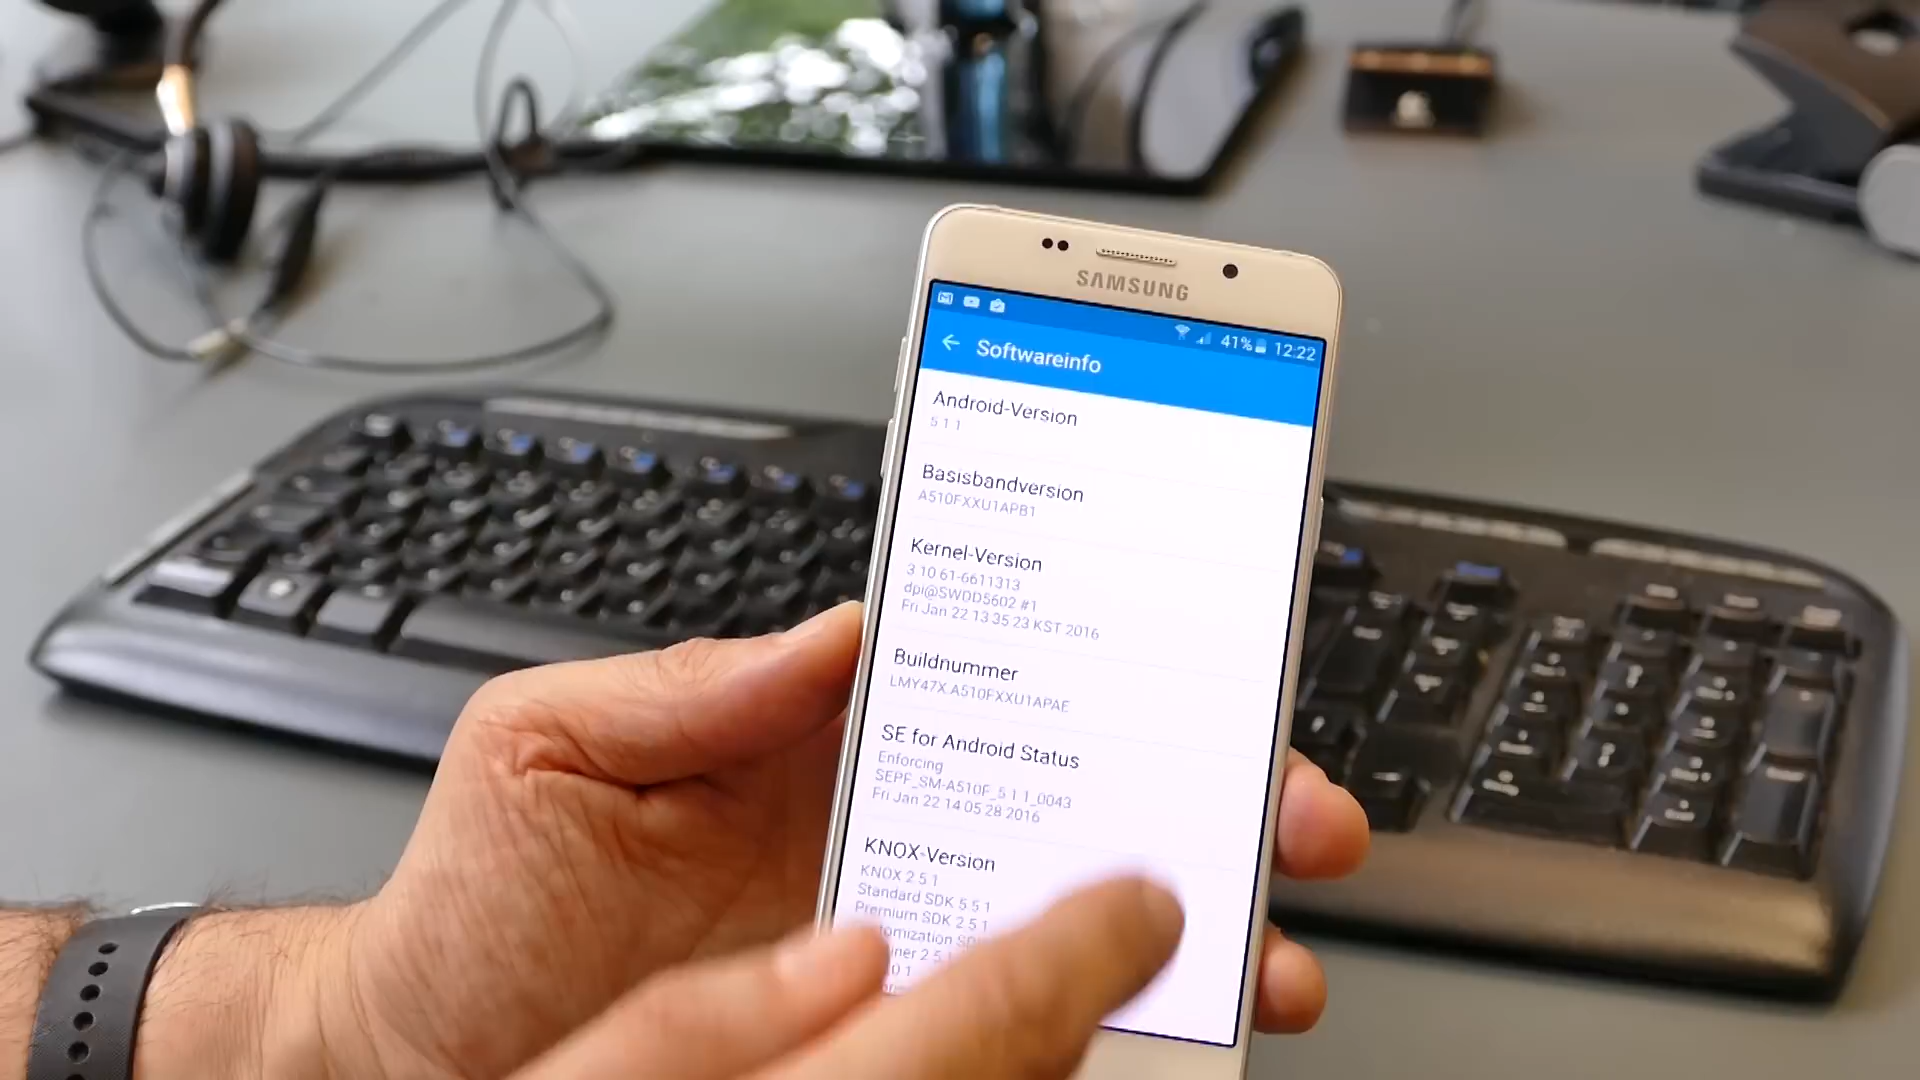 SAMSUNG
41% 12:22
Softwareinfo
Android-Version
5.1.1
Basisbandversion
A510FXXU1APB1
Kernel-Version
3.10.61-6611313
dpi@SWDD5602 #1
Fri Jan 22 13:35:23 KST 2016
Buildnummer
LMY47X.A510FXXU1APAE
SE for Android Status
Enforcing
SEPF_SM-A510F_5.1.1_0043
Fri Jan 22 14:05:28 2016
KNOX-Version
KNOX 2.5.1
Standard SDK 5.5.1
Premium SDK 2.5.1